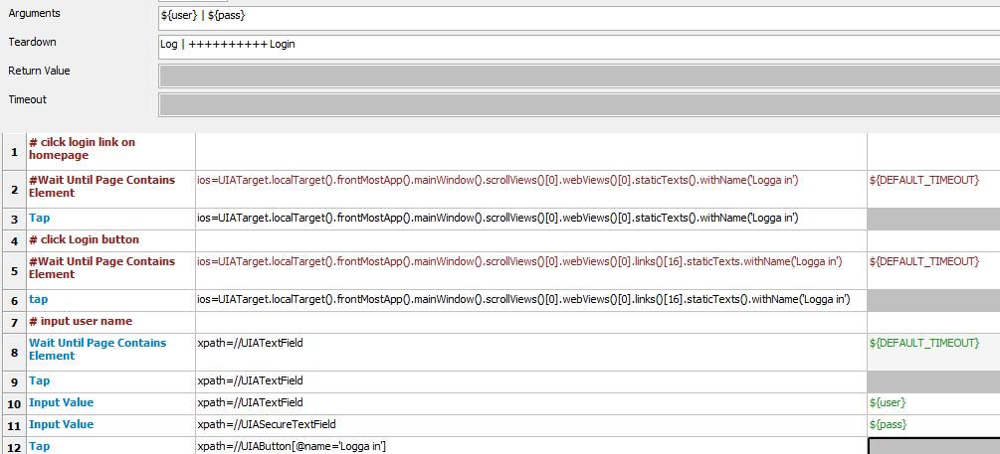 Arguments ${user} | ${pass}
Teardown Log | ++++++++++ Login
Return Value
Timeout
1 # cilck login link on
homepage
2 #Wait Until Page Contains
Element ios=UIATarget.localTarget().frontMostApp().mainWindow().scrollViews()[0].webViews()[0].staticTexts().withName('Logga in') ${DEFAULT_TIMEOUT}
3 Tap ios=UIATarget.localTarget().frontMostApp().mainWindow().scrollViews()[0].webViews()[0].staticTexts().withName('Logga in')
4 # click Login button
5 #Wait Until Page Contains
Element ios=UIATarget.localTarget().frontMostApp().mainWindow().scrollViews()[0].webViews()[0].links()[16].staticTexts.withName('Logga in') ${DEFAULT_TIMEOUT}
6 tap ios=UIATarget.localTarget().frontMostApp().mainWindow().scrollViews()[0].webViews()[0].links()[16].staticTexts().withName('Logga in')
7 # input user name
8 Wait Until Page Contains
Element xpath=//UIATextField ${DEFAULT_TIMEOUT}
9 Tap xpath=//UIATextField
10 Input Value xpath=//UIATextField ${user}
11 Input Value xpath=//UIASecureTextField ${pass}
12 Tap xpath=//UIAButton[@name='Logga in']